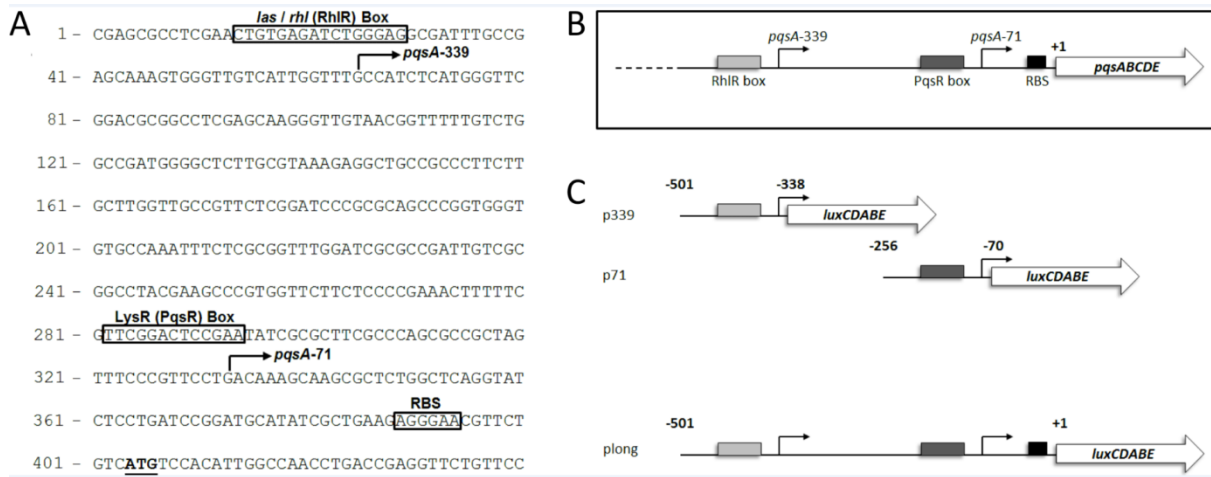 A
las / rhl (RhlR) Box
1 – CGAGCGCCTCGAACTGTGAGATCTGGGAGGCGATTTGCCG
pqsA-339
41 – AGCAAAGTGGGTTGTCATTGGTTTGCCATCTCATGGGTTC
81 – GGACGCGGCCTCGAGCAAGGGTTGTAACGGTTTTTGTCTG
121 – GCCGATGGGGCTCTTGCGTAAAGAGGCTGCCGCCCTTCTT
161 – GCTTGGTTGCCGTTCTCGGATCCCGCGCAGCCCGGTGGGT
201 – GTGCCAAATTTCTCGCGGTTTGGATCGCGCCGATTGTCGC
241 – GGCCTACGAAGCCCGTGGTTCTTCTCCCCGAAACTTTTTC
LysR (PqsR) Box
281 – GTTCGGACTCCGAATATCGCGCTTCGCCCAGCGCCGCTAG
pqsA-71
321 – TTTCCCGTTCCTGACAAAGCAAGCGCTCTGGCTCAGGTAT
RBS
361 – CTCCTGATCCGGATGCATATCGCTGAAGAGGGAACGTTCT
401 – GTCATGTCCACATTGGCCAACCTGACCGAGGTTCTGTTCC
B
pqsA-339 pqsA-71 +1
pqsABCDE
RhlR box PqsR box RBS
C
-501 -338
p339 luxCDABE
-256 -70
p71 luxCDABE
-501 +1
plong luxCDABE